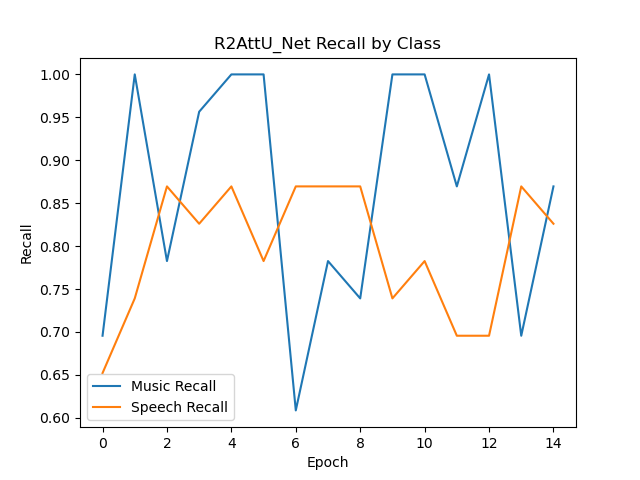 R2AttU_Net Recall by Class
1.00
0.95
0.90
0.85
0.80
0.75
0.70
0.65
0.60
Recall
Music Recall
Speech Recall
0 2 4 6 8 10 12 14
Epoch